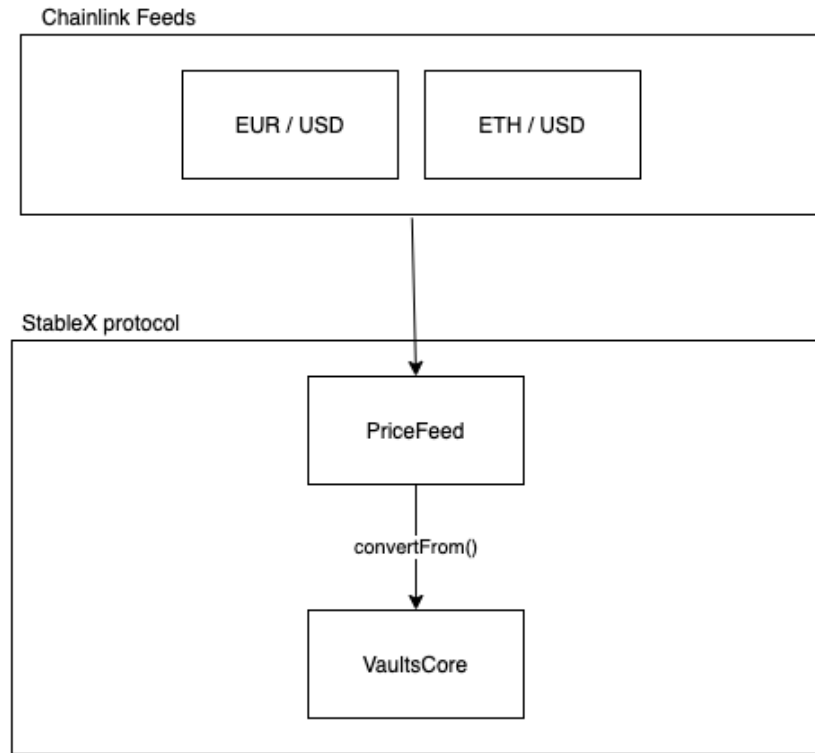 Chainlink Feeds
EUR / USD
ETH / USD
StableX protocol
PriceFeed
convertFrom()
VaultsCore